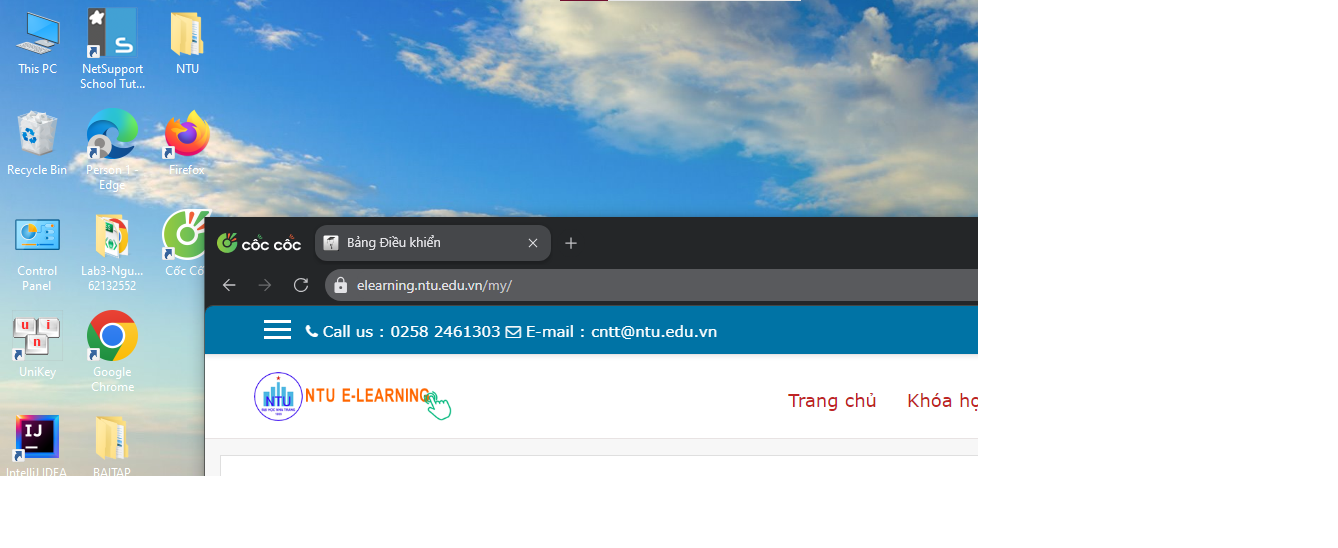 This PC
NetSupport
School Tut...
NTU
Recycle Bin
Person 1 -
Edge
Firefox
Control
Panel
Lab3-Ngu...
62132552
Cốc Cố
UniKey
Google
Chrome
IntelliJ IDEA
BAITAP
CỐC CỐC
Bảng Điều khiển
elearning.ntu.edu.vn/my/
Call us : 0258 2461303 E-mail : cntt@ntu.edu.vn
NTU
NTU E-LEARNING
Trang chủ
Khóa họ